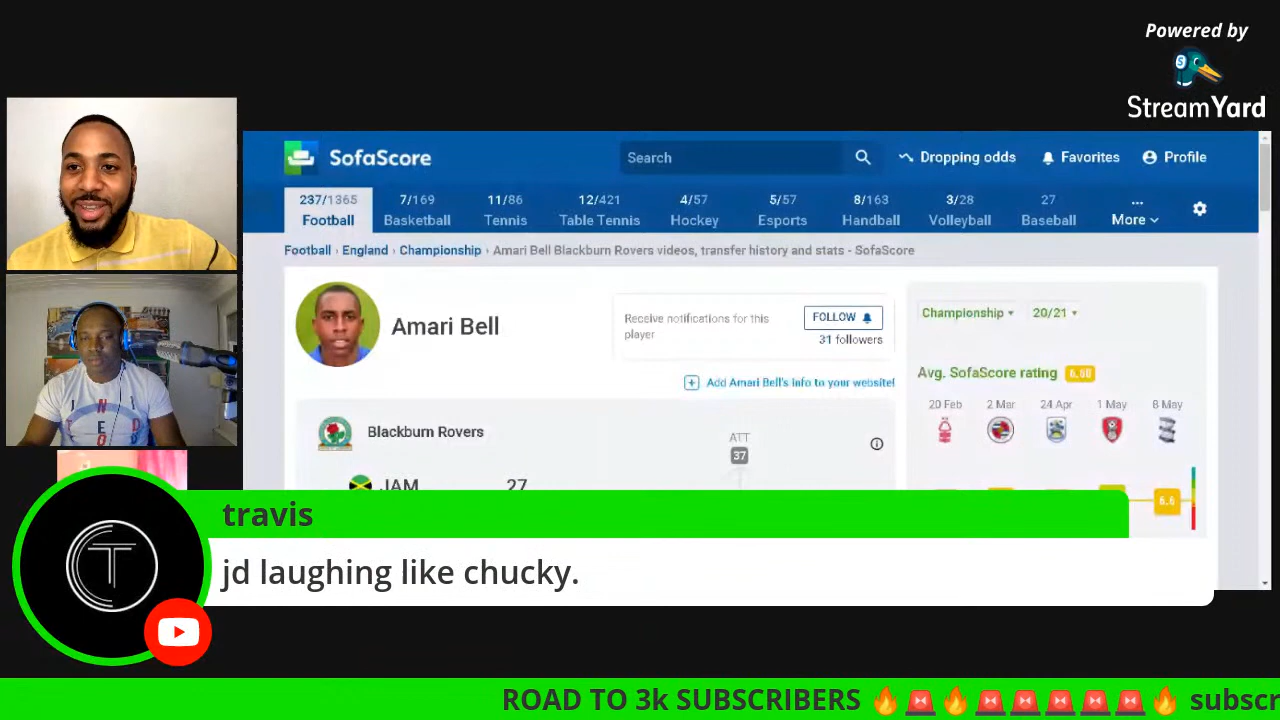 Powered by
StreamYard
SofaScore
Search
Dropping odds
Favorites
Profile
237/1365
Football
7/169
Basketball
11/86
Tennis
12/421
Table Tennis
4/57
Hockey
5/57
Esports
8/163
Handball
3/28
Volleyball
27
Baseball
...
More
Football › England › Championship › Amari Bell Blackburn Rovers videos, transfer history and stats - SofaScore
Amari Bell
Receive notifications for this
player
FOLLOW
31 followers
Add Amari Bell's info to your website!
Blackburn Rovers
JAM
27
ATT
37
Championship
20/21
Avg. SofaScore rating 6.60
20 Feb
2 Mar
24 Apr
1 May
8 May
6.6
travis
jd laughing like chucky.
ROAD TO 3k SUBSCRIBERS 🔥🚨🔥🚨🚨🚨🚨🚨🔥 subscr